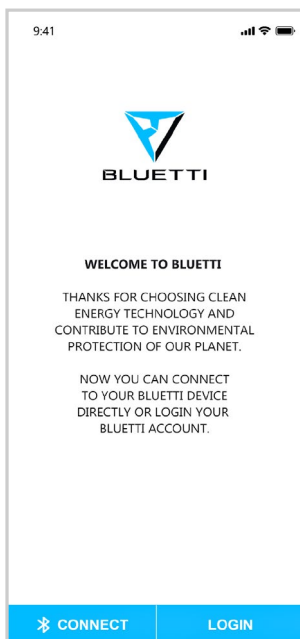 9:41
BLUETTI
WELCOME TO BLUETTI
THANKS FOR CHOOSING CLEAN
ENERGY TECHNOLOGY AND
CONTRIBUTE TO ENVIRONMENTAL
PROTECTION OF OUR PLANET.
NOW YOU CAN CONNECT
TO YOUR BLUETTI DEVICE
DIRECTLY OR LOGIN YOUR
BLUETTI ACCOUNT.
CONNECT
LOGIN